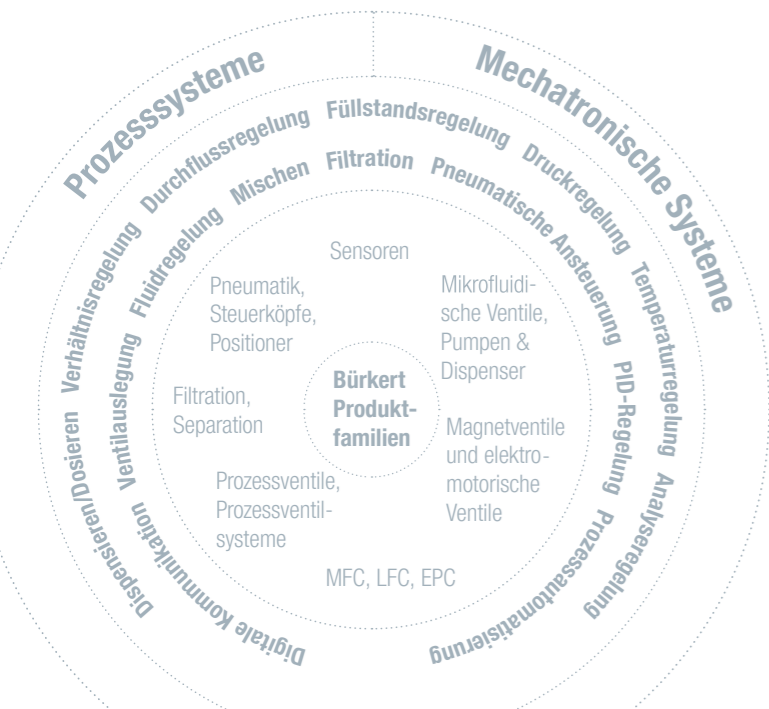 Prozesssysteme
Mechatronische Systeme
Dispensieren/Dosieren Verhältnisregelung Durchflussregelung Füllstandsregelung Druckregelung Temperaturregelung Analyseregelung
Digitale Kommunikation Ventilauslegung Fluidregelung Mischen Filtration Pneumatische Ansteuerung PID-Regelung Prozessautomatisierung
Sensoren
Pneumatik,
Steuerköpfe,
Positioner
Mikrofluidi-
sche Ventile,
Pumpen &
Dispenser
Filtration,
Separation
Bürkert
Produkt-
familien
Magnetventile
und elektro-
motorische
Ventile
Prozessventile,
Prozessventil-
systeme
MFC, LFC, EPC